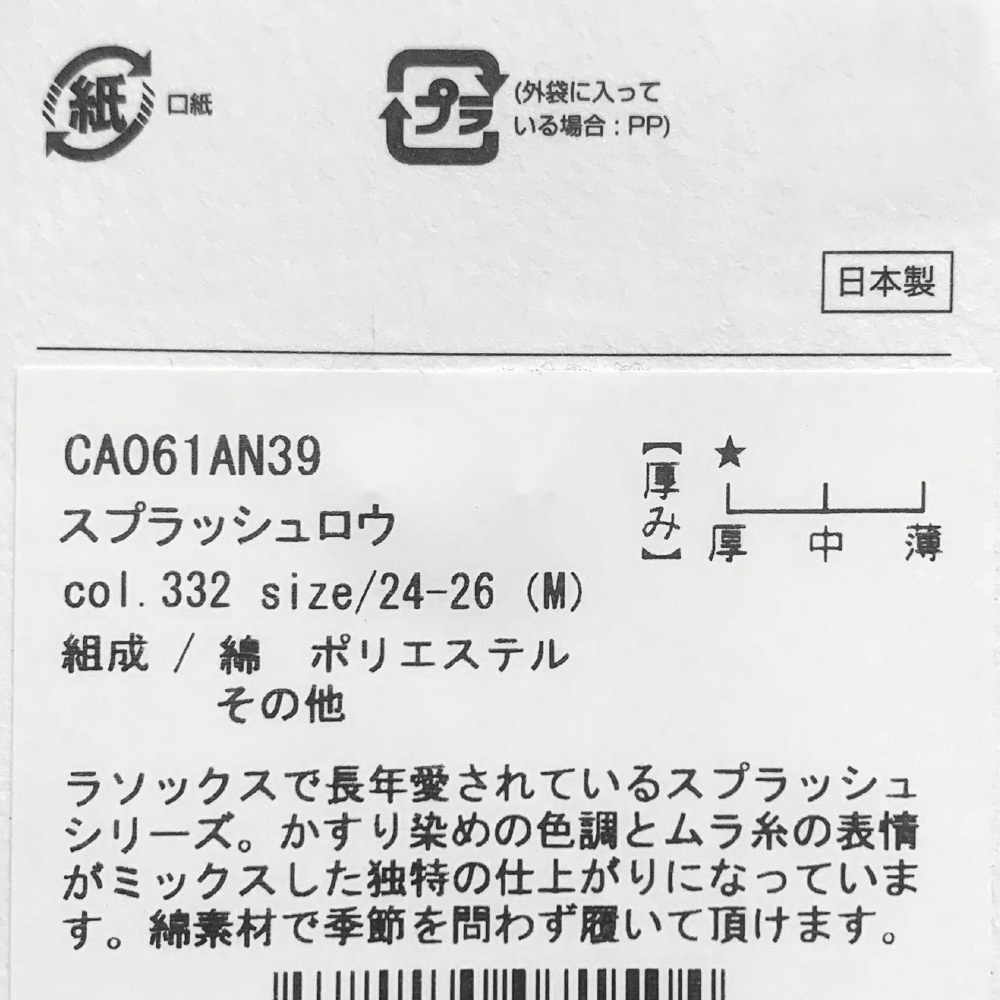 紙 口紙
プラ (外袋に入って
いる場合：PP)
日本製
CA061AN39
スプラッシュロウ
col.332 size/24-26 (M)
組成 / 綿 ポリエステル
その他
【厚み】
★
厚 中 薄
ラソックスで長年愛されているスプラッシュ
シリーズ。かすり染めの色調とムラ糸の表情
がミックスした独特の仕上がりになっていま
す。綿素材で季節を問わず履いて頂けます。